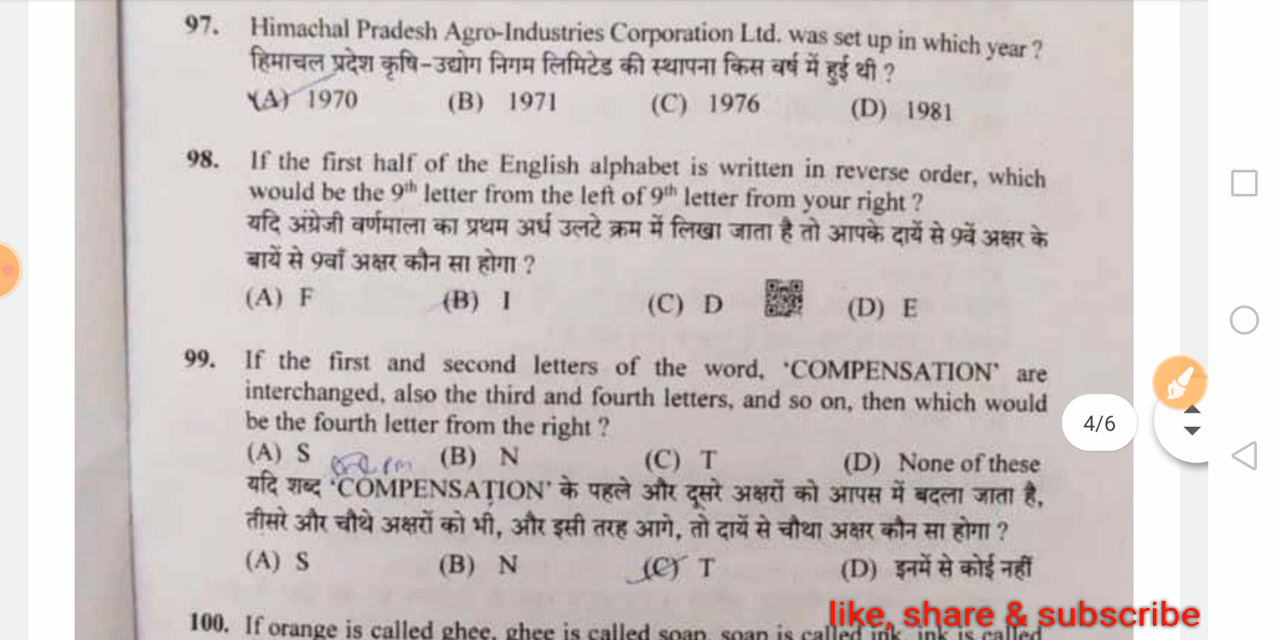 97. Himachal Pradesh Agro-Industries Corporation Ltd. was set up in which year ?
हिमाचल प्रदेश कृषि-उद्योग निगम लिमिटेड की स्थापना किस वर्ष में हुई थी ?
(A) 1970 (B) 1971 (C) 1976 (D) 1981
98. If the first half of the English alphabet is written in reverse order, which
would be the 9th letter from the left of 9th letter from your right ?
यदि अंग्रेजी वर्णमाला का प्रथम अर्ध उलटे क्रम में लिखा जाता है तो आपके दायें से 9वें अक्षर के
बायें से 9वाँ अक्षर कौन सा होगा ?
(A) F (B) I (C) D (D) E
99. If the first and second letters of the word, ‘COMPENSATION’ are
interchanged, also the third and fourth letters, and so on, then which would
be the fourth letter from the right ?
(A) S (B) N (C) T (D) None of these
यदि शब्द ‘COMPENSATION’ के पहले और दूसरे अक्षरों को आपस में बदला जाता है,
तीसरे और चौथे अक्षरों को भी, और इसी तरह आगे, तो दायें से चौथा अक्षर कौन सा होगा ?
(A) S (B) N (C) T (D) इनमें से कोई नहीं
100. If orange is called ghee, ghee is called soap, soap is called ink, ink is called
4/6
like, share & subscribe